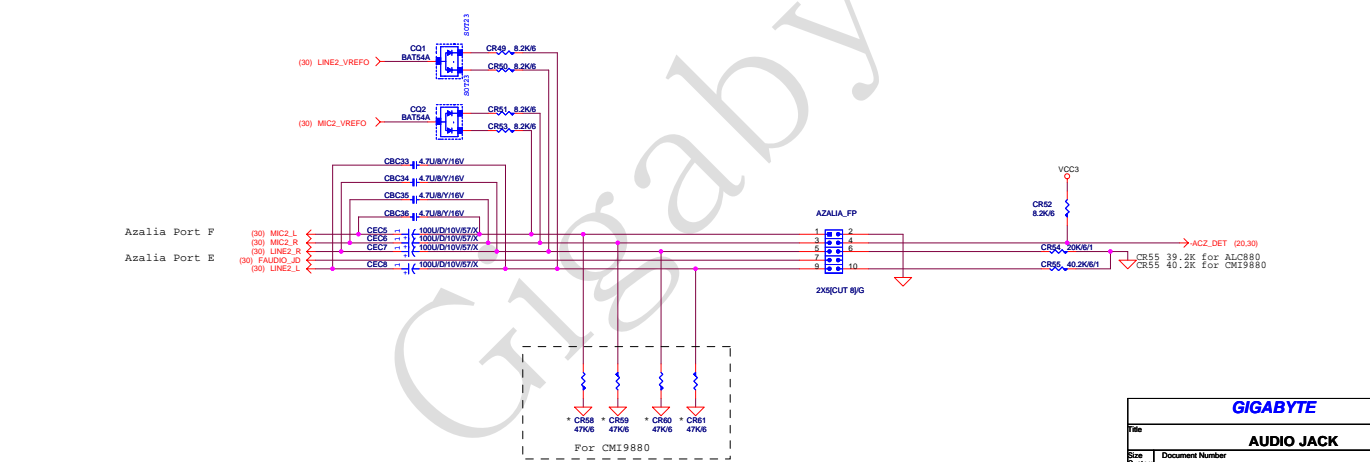 SOT23
CQ1
BAT54A
CR49 8.2K/6
(30) LINE2_VREFO
CR50 8.2K/6
SOT23
CQ2
BAT54A
CR51 8.2K/6
(30) MIC2_VREFO
CR53 8.2K/6
CBC33 4.7U/8/Y/16V
CBC34 4.7U/8/Y/16V
CBC35 4.7U/8/Y/16V
CBC36 4.7U/8/Y/16V
VCC3
CR52
8.2K/6
AZALIA_FP
Azalia Port F
(30) MIC2_L
CEC5 1 100U/D/10V/57/X
1 2
(30) MIC2_R
CEC6 1 100U/D/10V/57/X
3 4
-ACZ_DET (20,30)
(30) LINE2_R
CEC7 1 100U/D/10V/57/X
5 6
CR54 20K/6/1
Azalia Port E
(30) FAUDIO_JD
7
CR55 39.2K for ALC880
(30) LINE2_L
CEC8 1 100U/D/10V/57/X
9 10
CR55 40.2K/6/1
CR55 40.2K for CMI9880
2X5[CUT 8]/G
* CR58 * CR59 * CR60 * CR61
47K/6 47K/6 47K/6 47K/6
For CMI9880
Gigaby
GIGABYTE
Title
AUDIO JACK
Size Document Number